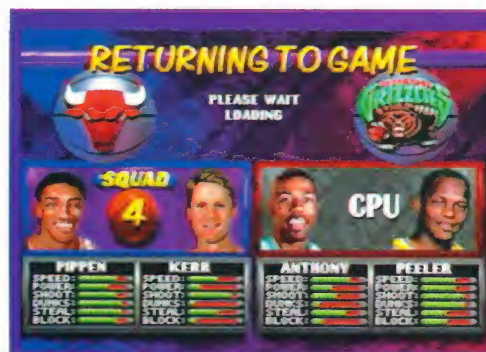 RETURNING TO GAME
PLEASE WAIT
LOADING
GRIZZLIES
SQUAD
4
CPU
PIPPEN
SPEED:
POWER:
SHOOT:
DUNKS:
STEAL:
BLOCK:
KERR
SPEED:
POWER:
SHOOT:
DUNKS:
STEAL:
BLOCK:
ANTHONY
SPEED:
POWER:
SHOOT:
DUNKS:
STEAL:
BLOCK:
PEELER
SPEED:
POWER:
SHOOT:
DUNKS:
STEAL:
BLOCK: